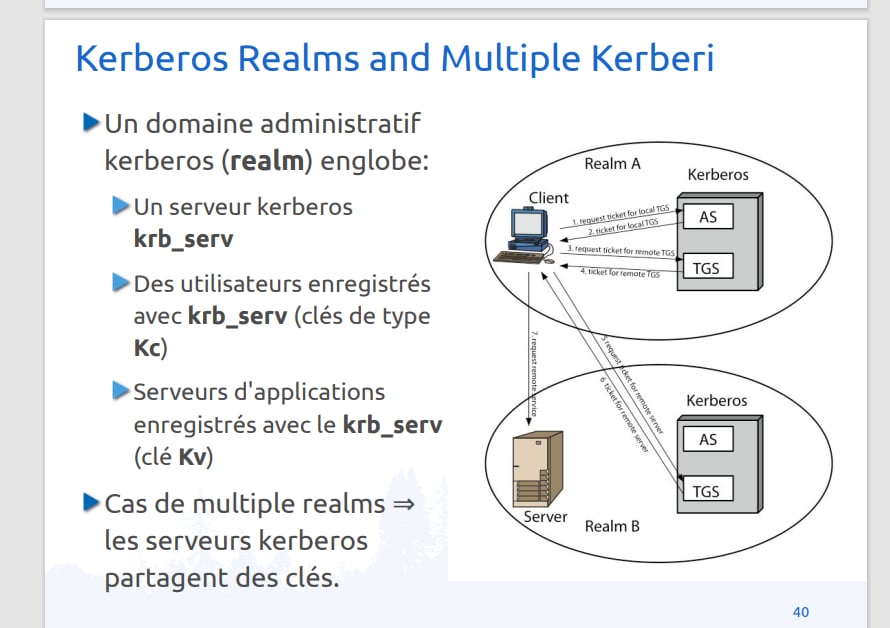 Kerberos Realms and Multiple Kerberi
Un domaine administratif
kerberos (realm) englobe:
Un serveur kerberos
krb_serv
Des utilisateurs enregistrés
avec krb_serv (clés de type
Kc)
Serveurs d'applications
enregistrés avec le krb_serv
(clé Kv)
Cas de multiple realms ⇒
les serveurs kerberos
partagent des clés.
Realm A
Kerberos
Client
1. request ticket for local TGS
AS
2. ticket for local TGS
3. request ticket for remote TGS
TGS
4. ticket for remote TGS
5 request ticket for remote server
6 ticket for remote server
7. request remote service
Kerberos
AS
TGS
Server
Realm B
40